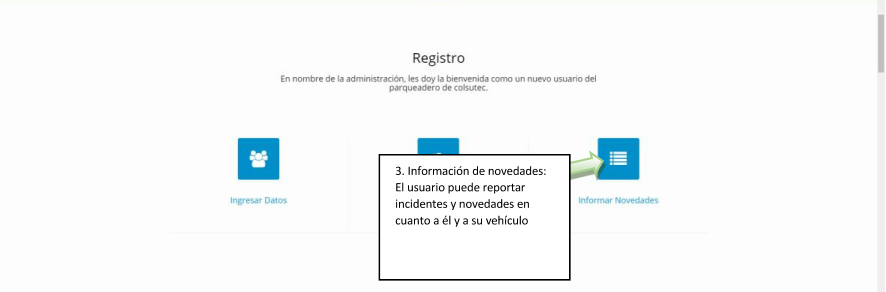 Registro
En nombre de la administración, les doy la bienvenida como un nuevo usuario del
parqueadero de colsutec.
3. Información de novedades:
El usuario puede reportar
incidentes y novedades en
cuanto a él y a su vehículo
Ingresar Datos
Informar Novedades